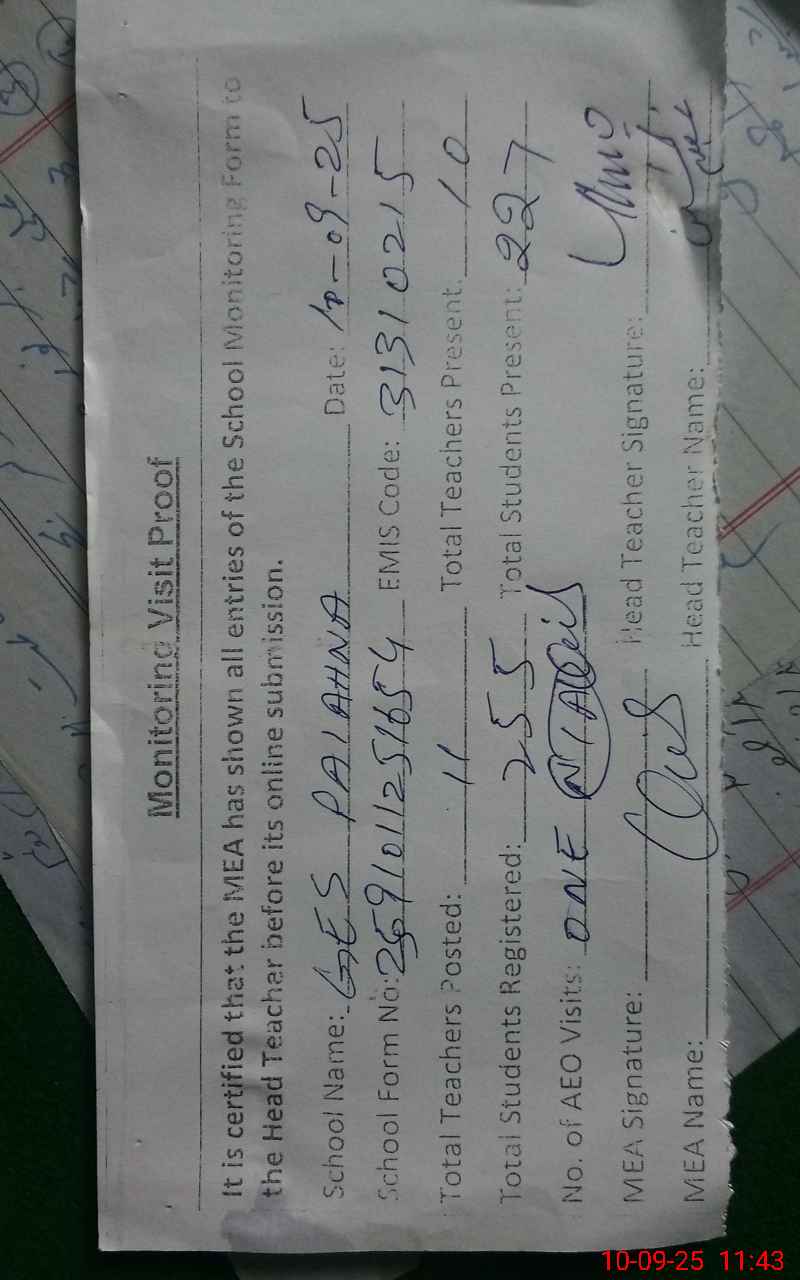 Monitoring Visit Proof
It is certified that the MEA has shown all entries of the School Monitoring Form to
the Head Teacher before its online submission.
School Name: GES PAIAHNA Date: 10-09-25
School Form No: 2591011251654 EMIS Code: 31310215
Total Teachers Posted: 11 Total Teachers Present: 10
Total Students Registered: 255 Total Students Present: 227
No. of AEO Visits: ONE
MEA Signature: Head Teacher Signature:
MEA Name: Head Teacher Name:
10-09-25 11:43